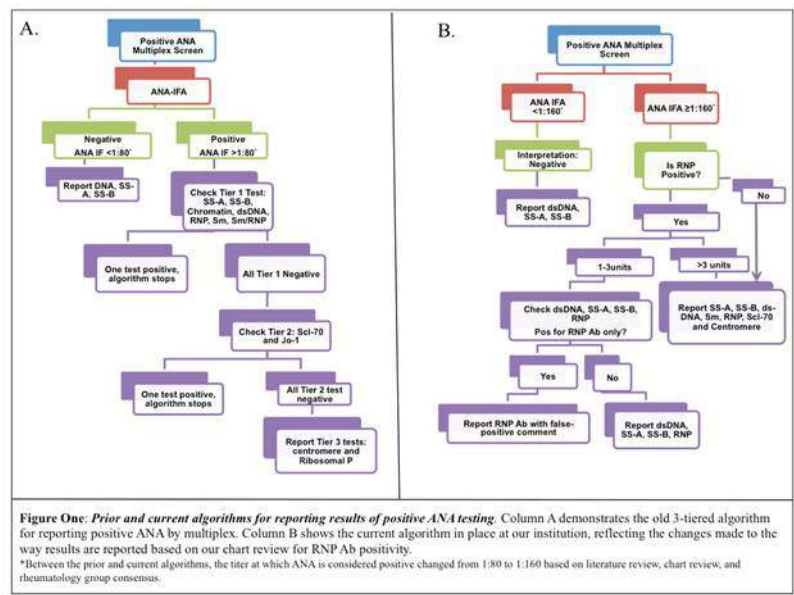 A.
Positive ANA
Multiplex Screen
ANA-IFA
Negative
ANA IF <1:80*
Positive
ANA IF >1:80*
Report DNA, SS-
A, SS-B
Check Tier 1 Test:
SS-A, SS-B,
Chromatin, dsDNA,
RNP, Sm, Sm/RNP
One test positive,
algorithm stops
All Tier 1 Negative
Check Tier 2: Scl-70
and Jo-1
One test positive,
algorithm stops
All Tier 2 test
negative
Report Tier 3 tests:
centromere and
Ribosomal P
B.
Positive ANA Multiplex
Screen
ANA IFA
<1:160*
ANA IFA ≥1:160*
Interpretation:
Negative
Is RNP
Positive?
Report dsDNA,
SS-A, SS-B
No
Yes
1-3units
>3 units
Check dsDNA, SS-A, SS-B,
RNP
Pos for RNP Ab only?
Report SS-A, SS-B, ds-
DNA, Sm, RNP, Scl-70
and Centromere
Yes
No
Report RNP Ab with false-
positive comment
Report dsDNA,
SS-A, SS-B, RNP
Figure One: Prior and current algorithms for reporting results of positive ANA testing. Column A demonstrates the old 3-tiered algorithm
for reporting positive ANA by multiplex. Column B shows the current algorithm in place at our institution, reflecting the changes made to the
way results are reported based on our chart review for RNP Ab positivity.
*Between the prior and current algorithms, the titer at which ANA is considered positive changed from 1:80 to 1:160 based on literature review, chart review, and
rheumatology group consensus.